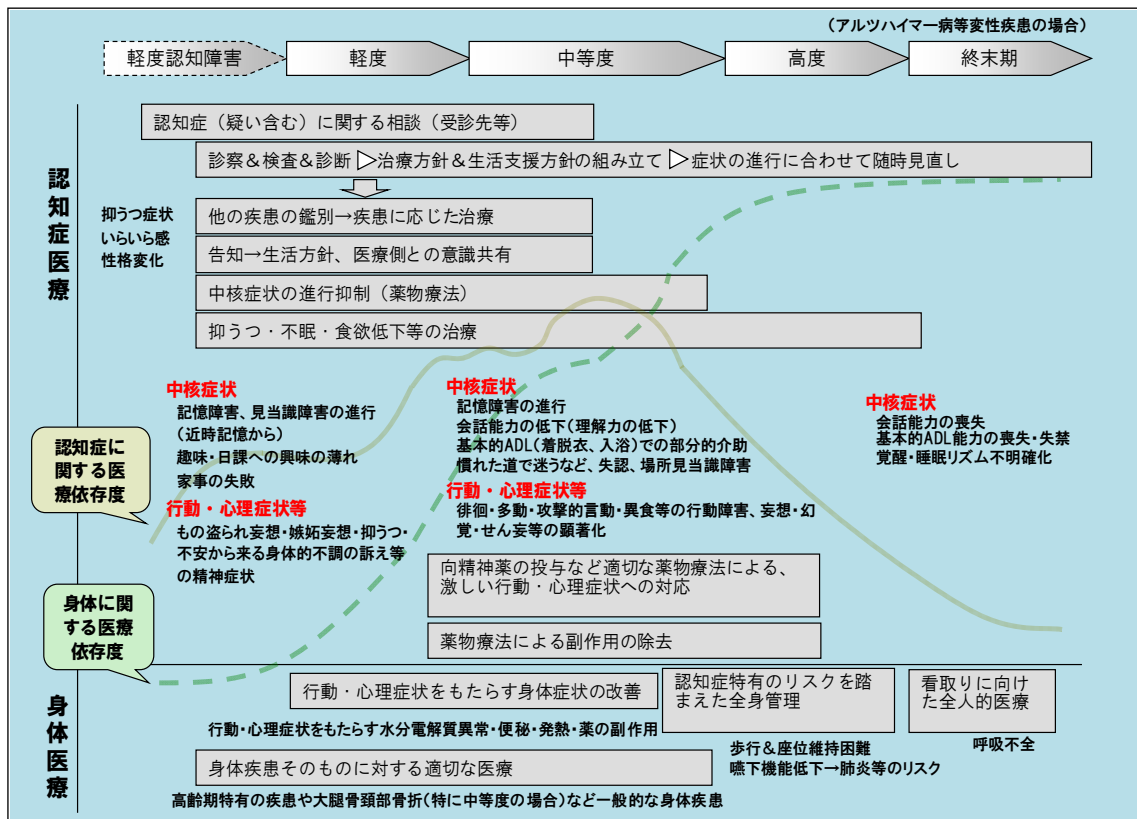 （アルツハイマー病等変性疾患の場合）
軽度認知障害
軽度
中等度
高度
終末期
認知症医療
認知症（疑い含む）に関する相談（受診先等）
診察＆検査＆診断 ▷治療方針＆生活支援方針の組み立て ▷症状の進行に合わせて随時見直し
抑うつ症状
いらいら感
性格変化
他の疾患の鑑別→疾患に応じた治療
告知→生活方針、医療側との意識共有
中核症状の進行抑制（薬物療法）
抑うつ・不眠・食欲低下等の治療
中核症状
記憶障害、見当識障害の進行
（近時記憶から）
趣味・日課への興味の薄れ
家事の失敗
行動・心理症状等
もの盗られ妄想・嫉妬妄想・抑うつ・
不安から来る身体的不調の訴え等
の精神症状
中核症状
記憶障害の進行
会話能力の低下（理解力の低下）
基本的ADL（着脱衣、入浴）での部分的介助
慣れた道で迷うなど、失認、場所見当識障害
行動・心理症状等
徘徊・多動・攻撃的言動・異食等の行動障害、妄想・幻
覚・せん妄等の顕著化
中核症状
会話能力の喪失
基本的ADL能力の喪失・失禁
覚醒・睡眠リズム不明確化
認知症に
関する医
療依存度
向精神薬の投与など適切な薬物療法による、
激しい行動・心理症状への対応
薬物療法による副作用の除去
身体に関
する医療
依存度
身体医療
行動・心理症状をもたらす身体症状の改善
行動・心理症状をもたらす水分電解質異常・便秘・発熱・薬の副作用
認知症特有のリスクを踏
まえた全身管理
歩行＆座位維持困難
嚥下機能低下→肺炎等のリスク
看取りに向け
た全人的医療
呼吸不全
身体疾患そのものに対する適切な医療
高齢期特有の疾患や大腿骨頚部骨折（特に中等度の場合）など一般的な身体疾患